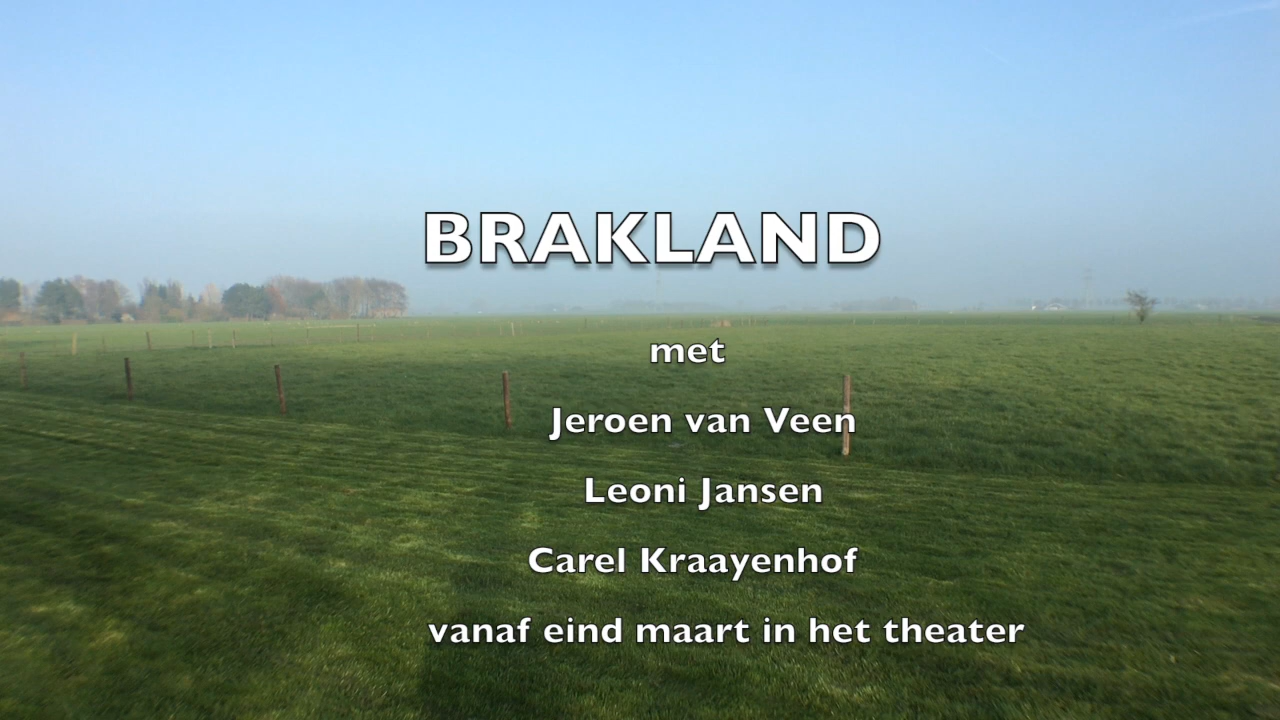 BRAKLAND
met
Jeroen van Veen
Leoni Jansen
Carel Kraayenhof
vanaf eind maart in het theater